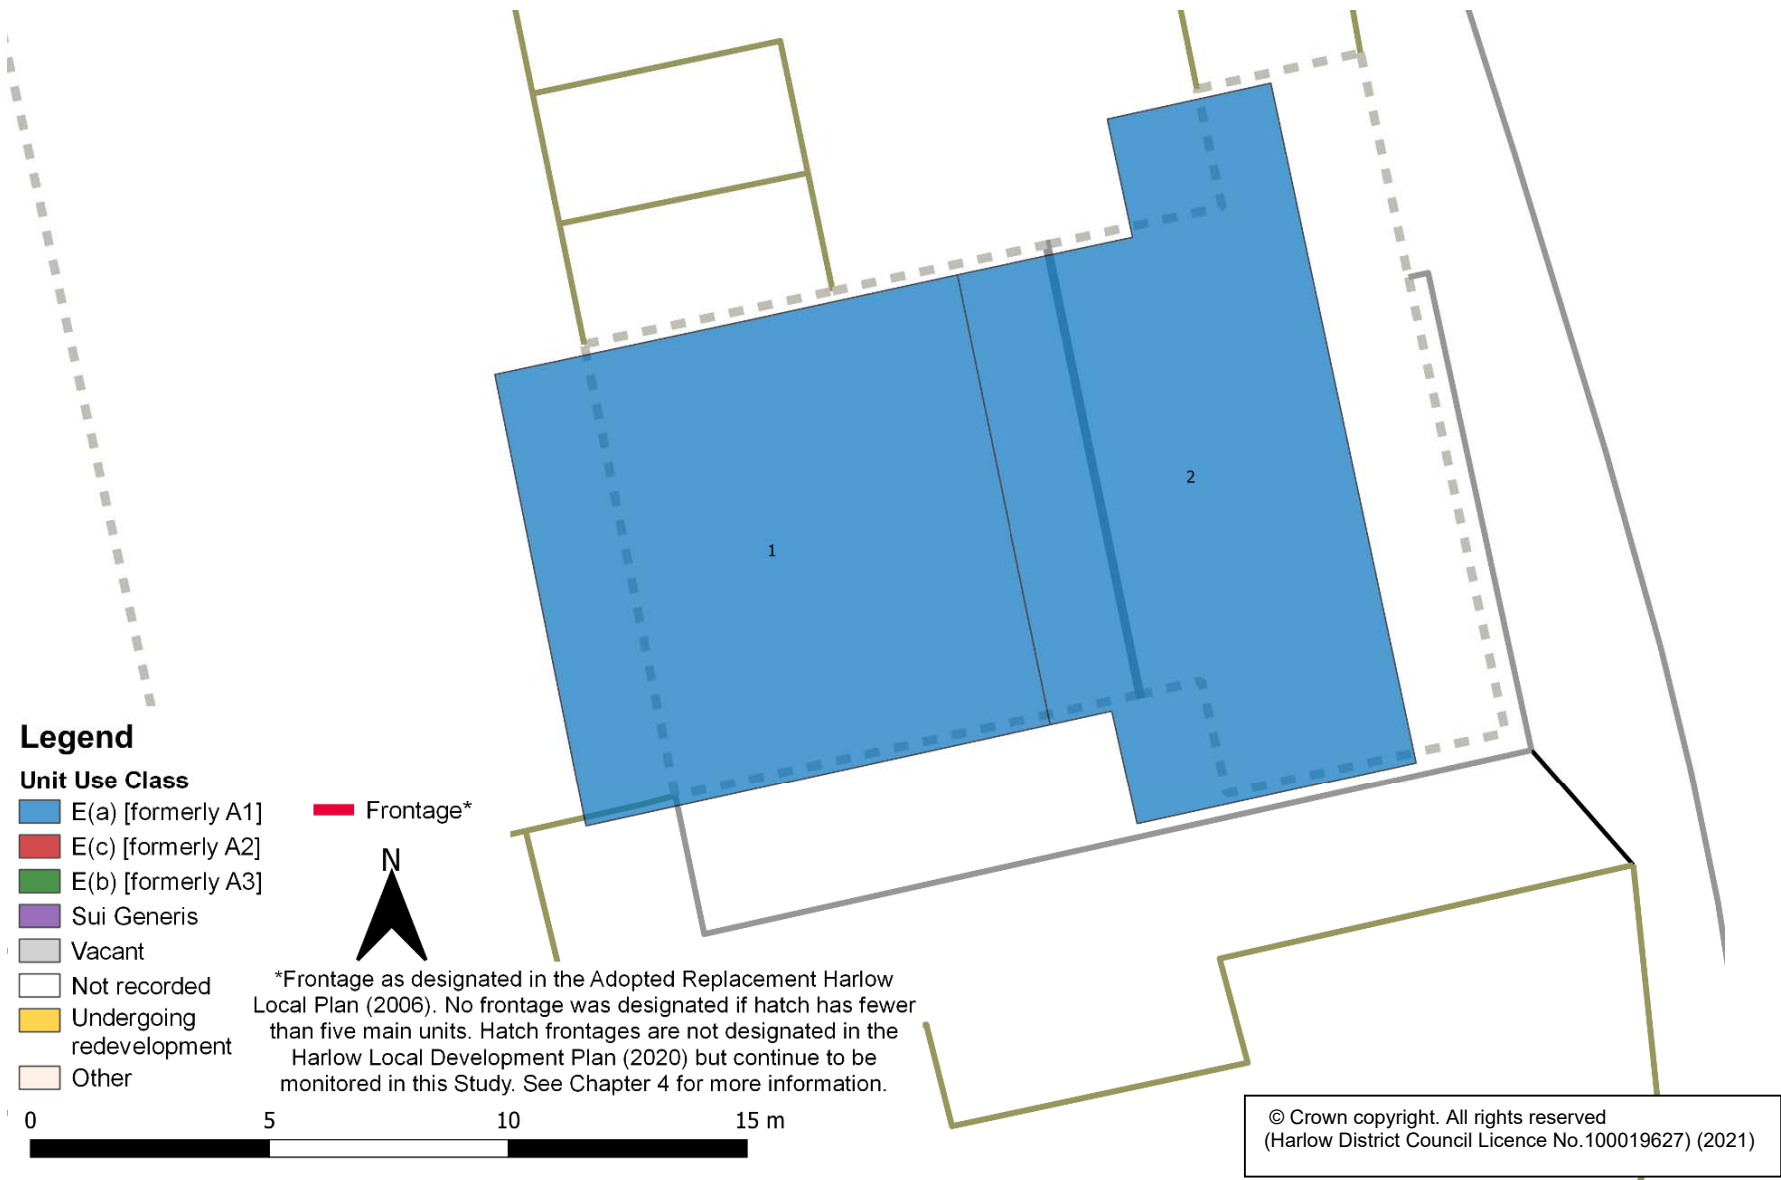 1
2
Legend
Unit Use Class
E(a) [formerly A1]
E(c) [formerly A2]
E(b) [formerly A3]
Sui Generis
Vacant
Not recorded
Undergoing
redevelopment
Other
Frontage*
N
*Frontage as designated in the Adopted Replacement Harlow
Local Plan (2006). No frontage was designated if hatch has fewer
than five main units. Hatch frontages are not designated in the
Harlow Local Development Plan (2020) but continue to be
monitored in this Study. See Chapter 4 for more information.
0 5 10 15 m
© Crown copyright. All rights reserved
(Harlow District Council Licence No.100019627) (2021)